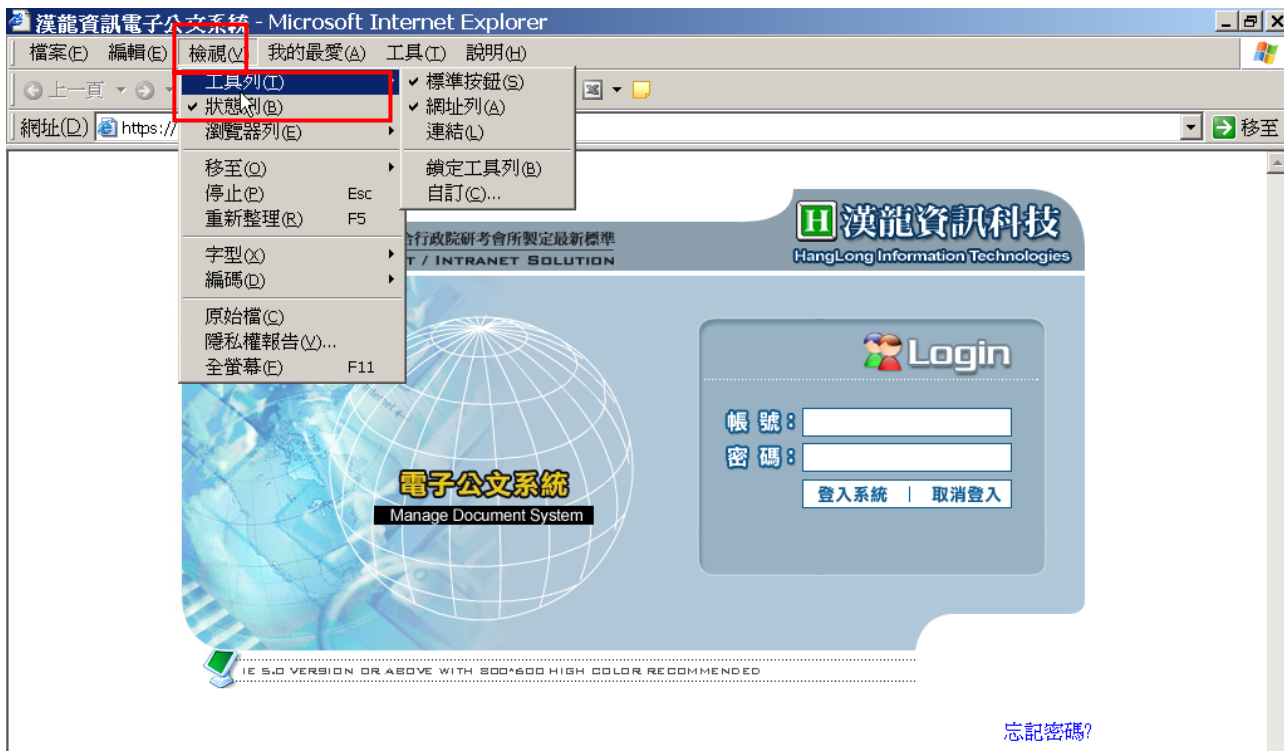 漢龍資訊電子公文系統 - Microsoft Internet Explorer
檔案(F) 編輯(E) 檢視(V) 我的最愛(A) 工具(T) 說明(H)
上一頁
網址(D) https:// 移至
工具列(T)
狀態列(B)
瀏覽器列(E)
移至(O)
停止(P) Esc
重新整理(R) F5
字型(X)
編碼(D)
原始檔(C)
隱私權報告(V)...
全螢幕(F) F11
標準按鈕(S)
網址列(A)
連結(L)
鎖定工具列(B)
自訂(C)...
行政院研考會所製定最新標準
T / INTRANET SOLUTION
H 漢龍資訊科技
HangLong Information Technologies
Login
帳號:
密碼:
登入系統 | 取消登入
電子公文系統
Manage Document System
IE 5.0 VERSION OR ABOVE WITH 800*600 HIGH COLOR RECOMMENDED
忘記密碼?